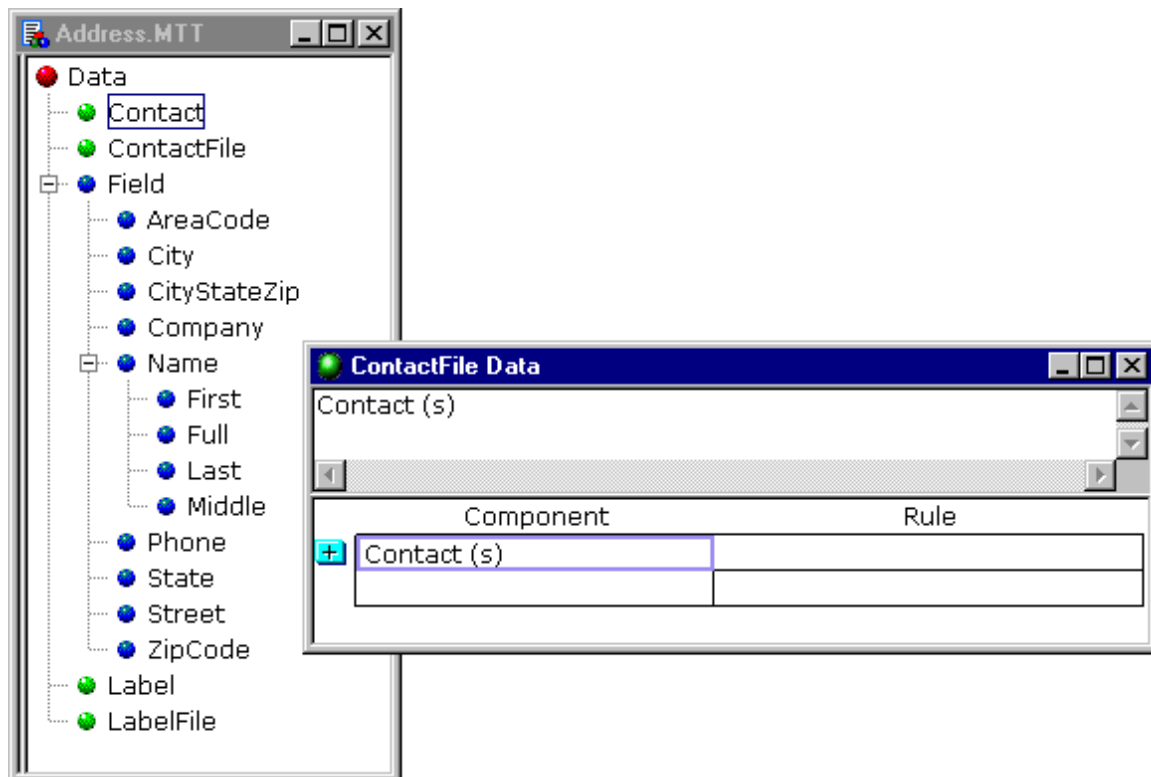 Address.MTT
Data
Contact
ContactFile
Field
AreaCode
City
CityStateZip
Company
Name
First
Full
Last
Middle
Phone
State
Street
ZipCode
Label
LabelFile
ContactFile Data
Contact (s)
Component Rule
Contact (s)